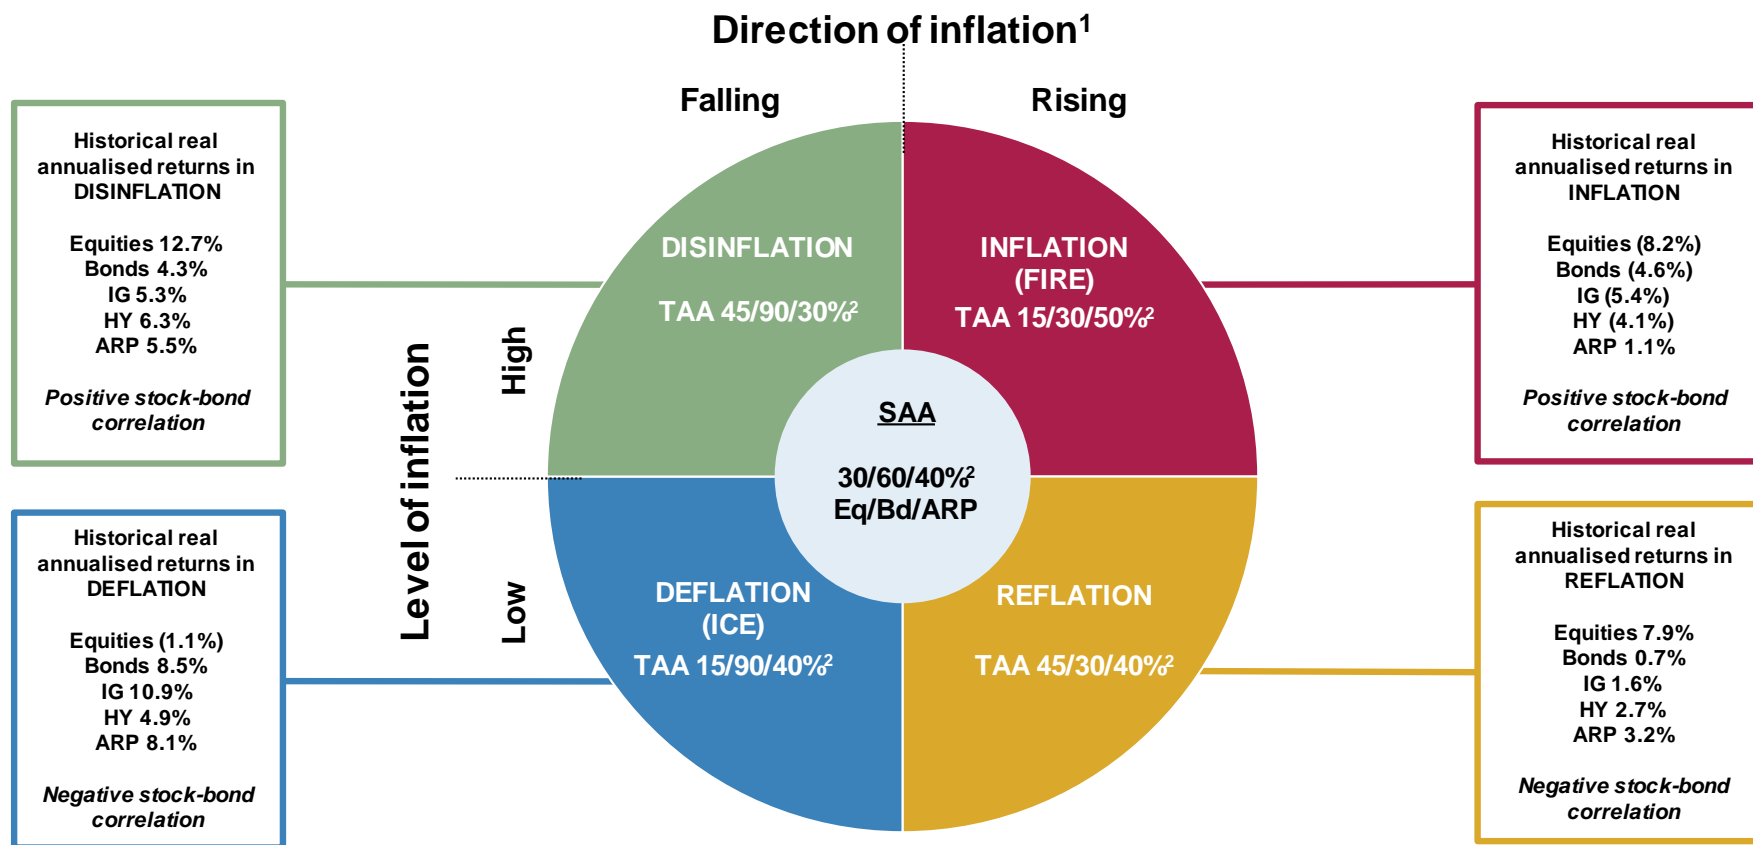 Direction of inflation¹
Falling
Rising
Historical real
annualised returns in
DISINFLATION
Equities 12.7%
Bonds 4.3%
IG 5.3%
HY 6.3%
ARP 5.5%
Positive stock-bond
correlation
Historical real
annualised returns in
INFLATION
Equities (8.2%)
Bonds (4.6%)
IG (5.4%)
HY (4.1%)
ARP 1.1%
Positive stock-bond
correlation
DISINFLATION
TAA 45/90/30%²
INFLATION
(FIRE)
TAA 15/30/50%²
Level of inflation
High
Low
SAA
30/60/40%²
Eq/Bd/ARP
DEFLATION
(ICE)
TAA 15/90/40%²
REFLATION
TAA 45/30/40%²
Historical real
annualised returns in
DEFLATION
Equities (1.1%)
Bonds 8.5%
IG 10.9%
HY 4.9%
ARP 8.1%
Negative stock-bond
correlation
Historical real
annualised returns in
REFLATION
Equities 7.9%
Bonds 0.7%
IG 1.6%
HY 2.7%
ARP 3.2%
Negative stock-bond
correlation